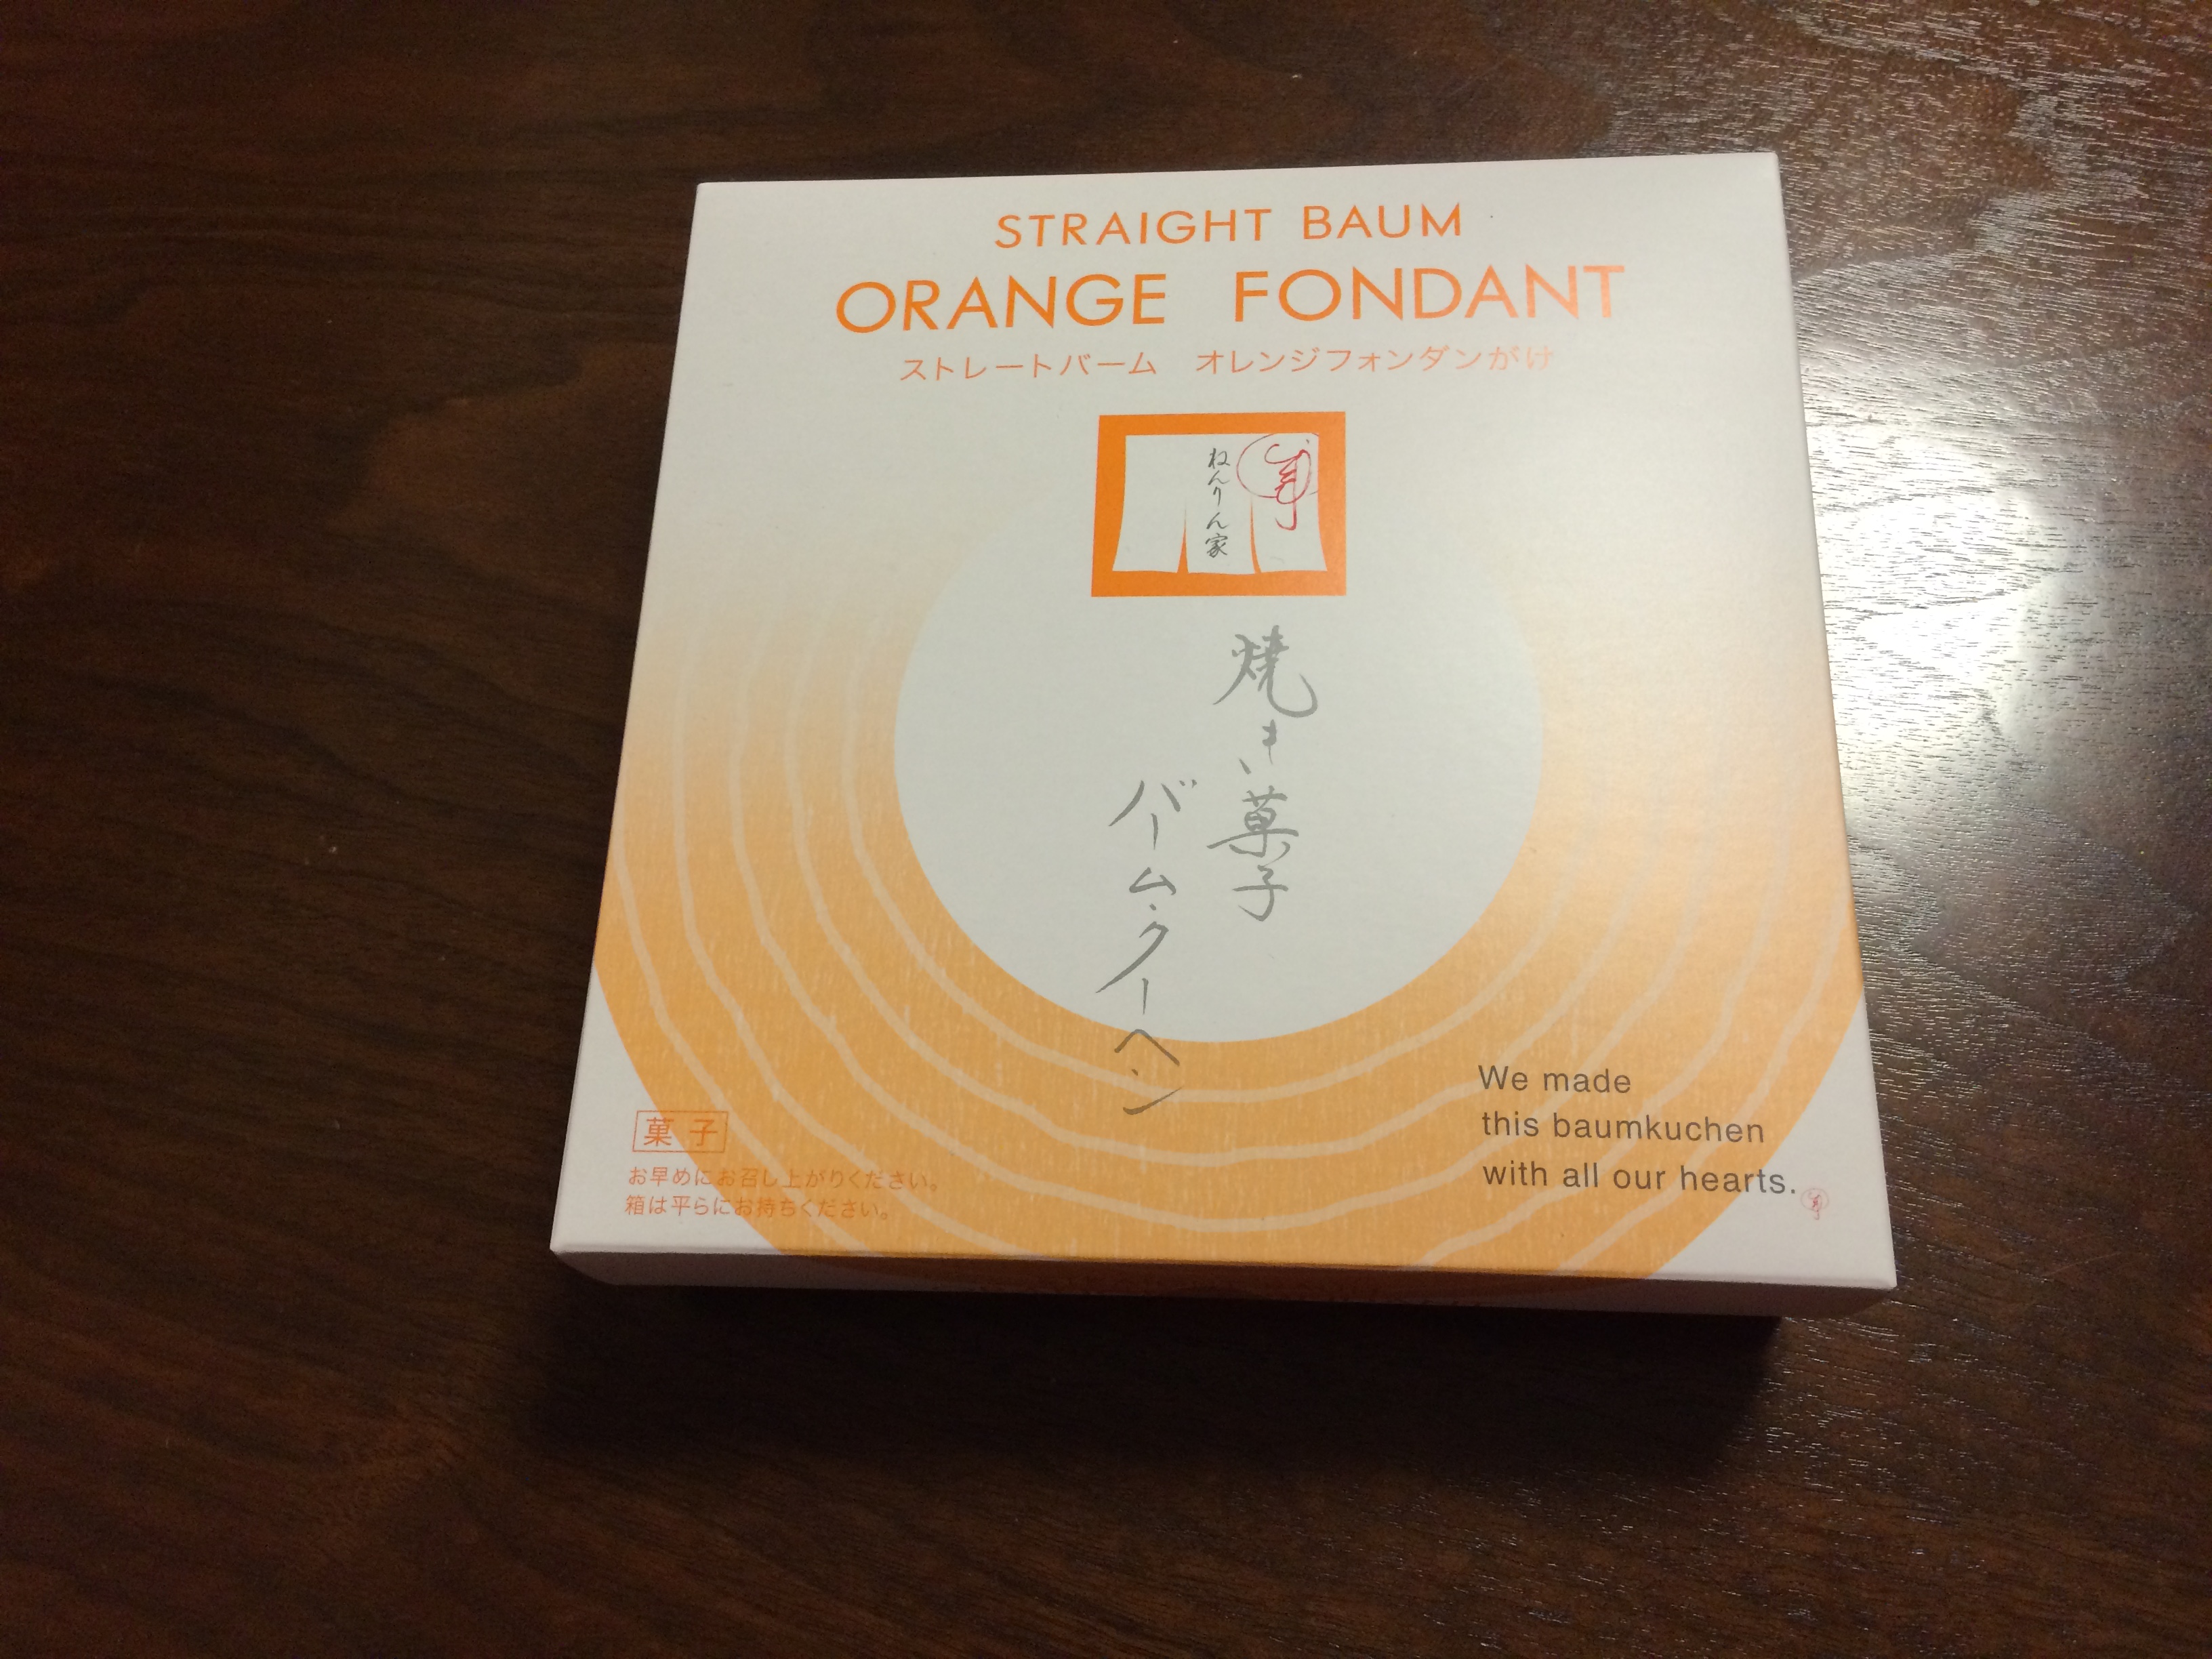 STRAIGHT BAUM
ORANGE FONDANT
ストレートバーム オレンジフォンダンがけ
ねんりん家
焼き菓子
バーム・クーヘン
We made
this baumkuchen
with all our hearts.
菓子
お早めにお召し上がりください。
箱は平らにお持ちください。